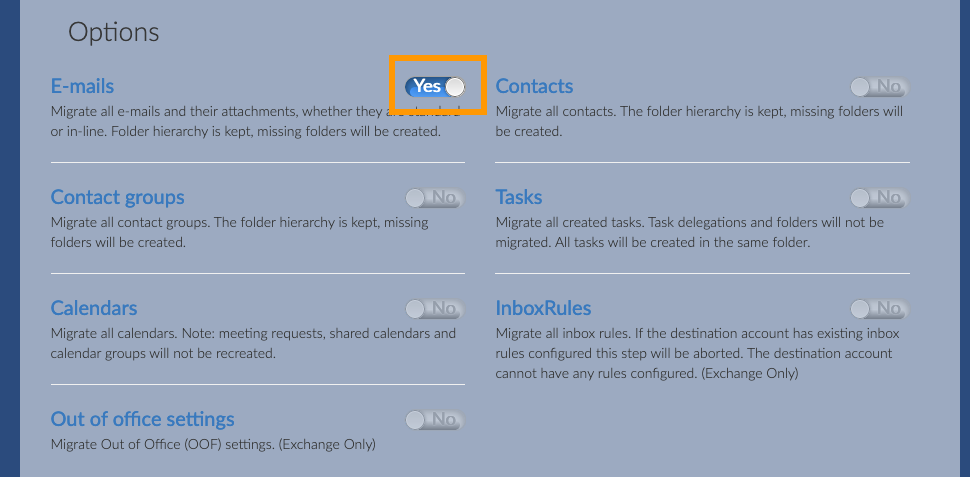 Options
E-mails
Yes
Migrate all e-mails and their attachments, whether they are standard
or in-line. Folder hierarchy is kept, missing folders will be created.
Contacts
No
Migrate all contacts. The folder hierarchy is kept, missing folders will
be created.
Contact groups
No
Migrate all contact groups. The folder hierarchy is kept, missing
folders will be created.
Tasks
No
Migrate all created tasks. Task delegations and folders will not be
migrated. All tasks will be created in the same folder.
Calendars
No
Migrate all calendars. Note: meeting requests, shared calendars and
calendar groups will not be recreated.
InboxRules
No
Migrate all inbox rules. If the destination account has existing inbox
rules configured this step will be aborted. The destination account
cannot have any rules configured. (Exchange Only)
Out of office settings
No
Migrate Out of Office (OOF) settings. (Exchange Only)